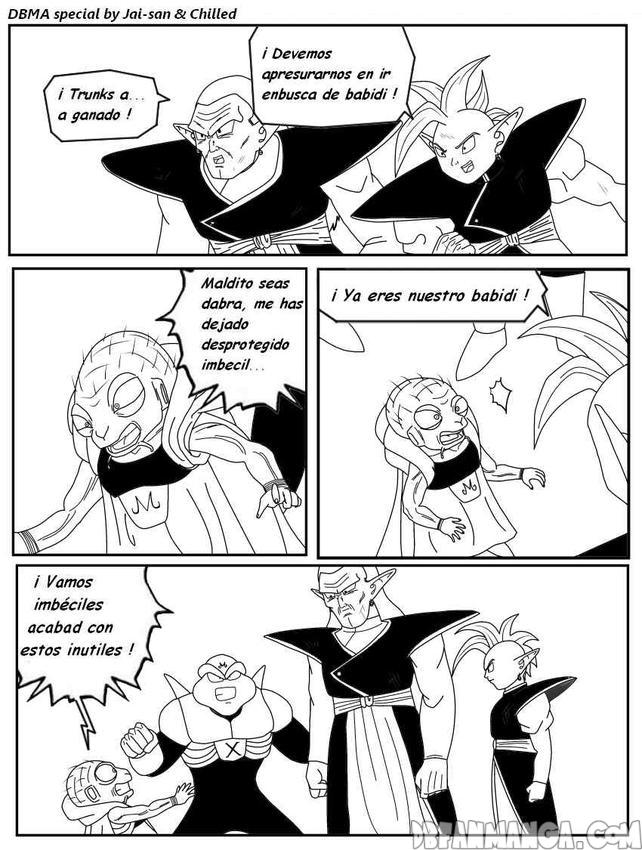 DBMA special by Jai-san & Chilled
¡ Trunks a...
a ganado !
¡ Devemos
apresurarnos en ir
enbusca de babidi !
Maldito seas
dabra, me has
dejado
desprotegido
imbecil...
¡ Ya eres nuestro babidi !
¡ Vamos
imbéciles
acabad con
estos inutiles !
M
M
X
DBFANMANGA.COM